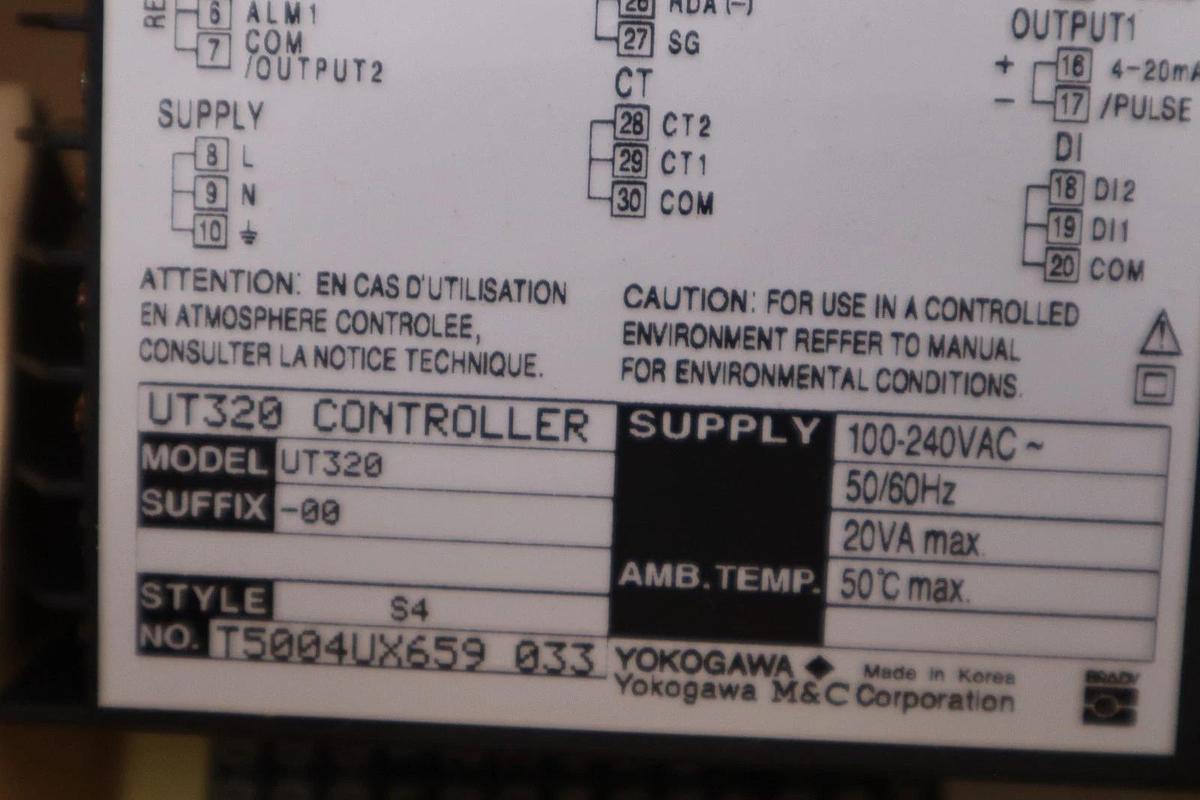 6 ALM1
7 COM
/OUTPUT2
SUPPLY
8 L
9 N
10
26 RDA(-)
27 SG
CT
28 CT2
29 CT1
30 COM
OUTPUT1
+ 16 4-20mA
- 17 /PULSE
DI
18 DI2
19 DI1
20 COM
ATTENTION: EN CAS D'UTILISATION
EN ATMOSPHERE CONTROLEE,
CONSULTER LA NOTICE TECHNIQUE.
CAUTION: FOR USE IN A CONTROLLED
ENVIRONMENT REFFER TO MANUAL
FOR ENVIRONMENTAL CONDITIONS.
UT320 CONTROLLER
MODEL UT320
SUFFIX -00
STYLE S4
NO. T5004UX659 033
SUPPLY 100-240VAC ~
50/60Hz
20VA max.
AMB.TEMP. 50℃ max.
YOKOGAWA ◆ Made in Korea
Yokogawa M&C Corporation
BRADY